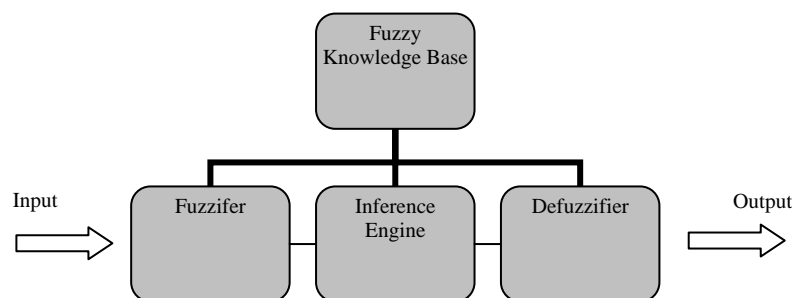 Fuzzy
Knowledge Base
Input
Fuzzifer
Inference
Engine
Defuzzifier
Output